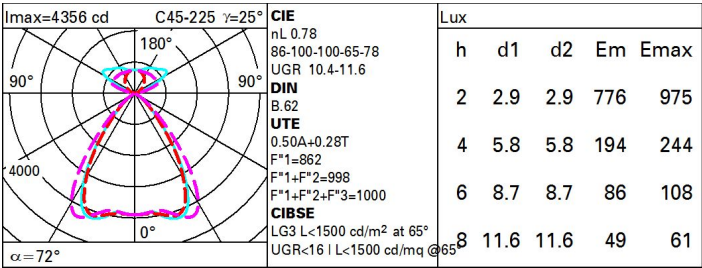 Imax=4356 cd C45-225 γ=25°
180°
90° 90°
4000
0°
α=72°
CIE
nL 0.78
86-100-100-65-78
UGR 10.4-11.6
DIN
B.62
UTE
0.50A+0.28T
F"1=862
F"1+F"2=998
F"1+F"2+F"3=1000
CIBSE
LG3 L<1500 cd/m² at 65°
UGR<16 | L<1500 cd/mq @65°
Lux
h d1 d2 Em Emax
2 2.9 2.9 776 975
4 5.8 5.8 194 244
6 8.7 8.7 86 108
8 11.6 11.6 49 61